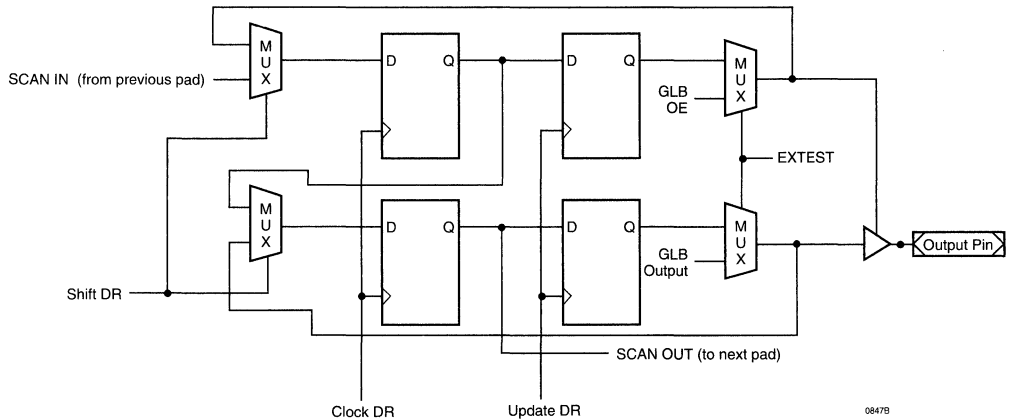 M
U
X
SCAN IN (from previous pad)
D
Q
D
Q
M
U
X
GLB
OE
EXTEST
M
U
X
D
Q
D
Q
M
U
X
GLB
Output
Output Pin
Shift DR
SCAN OUT (to next pad)
Clock DR
Update DR
0847B